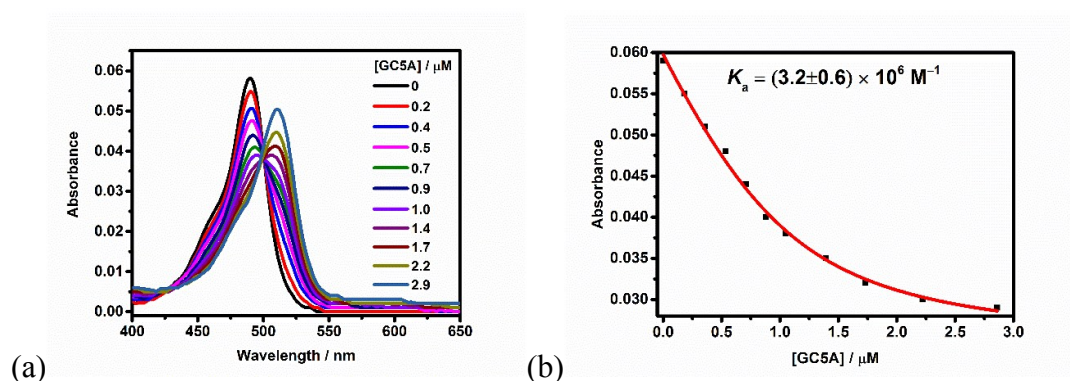 [GC5A] / μM
0
0.2
0.4
0.5
0.7
0.9
1.0
1.4
1.7
2.2
2.9
0.06
0.05
0.04
0.03
0.02
0.01
0.00
Absorbance
400 450 500 550 600 650
Wavelength / nm
(a)
Kₐ = (3.2±0.6) × 10⁶ M⁻¹
0.060
0.055
0.050
0.045
0.040
0.035
0.030
Absorbance
0.0 0.5 1.0 1.5 2.0 2.5 3.0
[GC5A] / μM
(b)